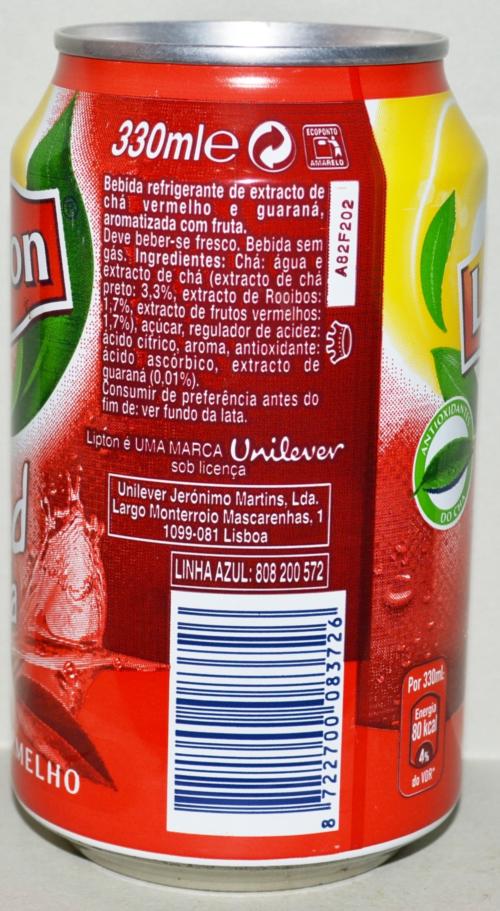 330ml e
ECOPONTO
AMARELO
Bebida refrigerante de extracto de
chá vermelho e guaraná,
aromatizada com fruta.
Deve beber-se fresco. Bebida sem
gás. Ingredientes: Chá: água e
extracto de chá (extracto de chá
preto: 3,3%, extracto de Rooibos:
1,7%, extracto de frutos vermelhos:
1,7%), açúcar, regulador de acidez:
ácido cítrico, aroma, antioxidante:
ácido ascórbico, extracto de
guaraná (0,01%).
Consumir de preferência antes do
fim de: ver fundo da lata.
A82F202
Lipton é UMA MARCA Unilever
sob licença
Unilever Jerónimo Martins, Lda.
Largo Monterroio Mascarenhas, 1
1099-081 Lisboa
LINHA AZUL: 808 200 572
8 722700 083726
on
d
a
MELHO
L
ANTIOXIDANTES
DO CHÁ
Por 330ml:
Energia
80 kcal
4%
do VDR*